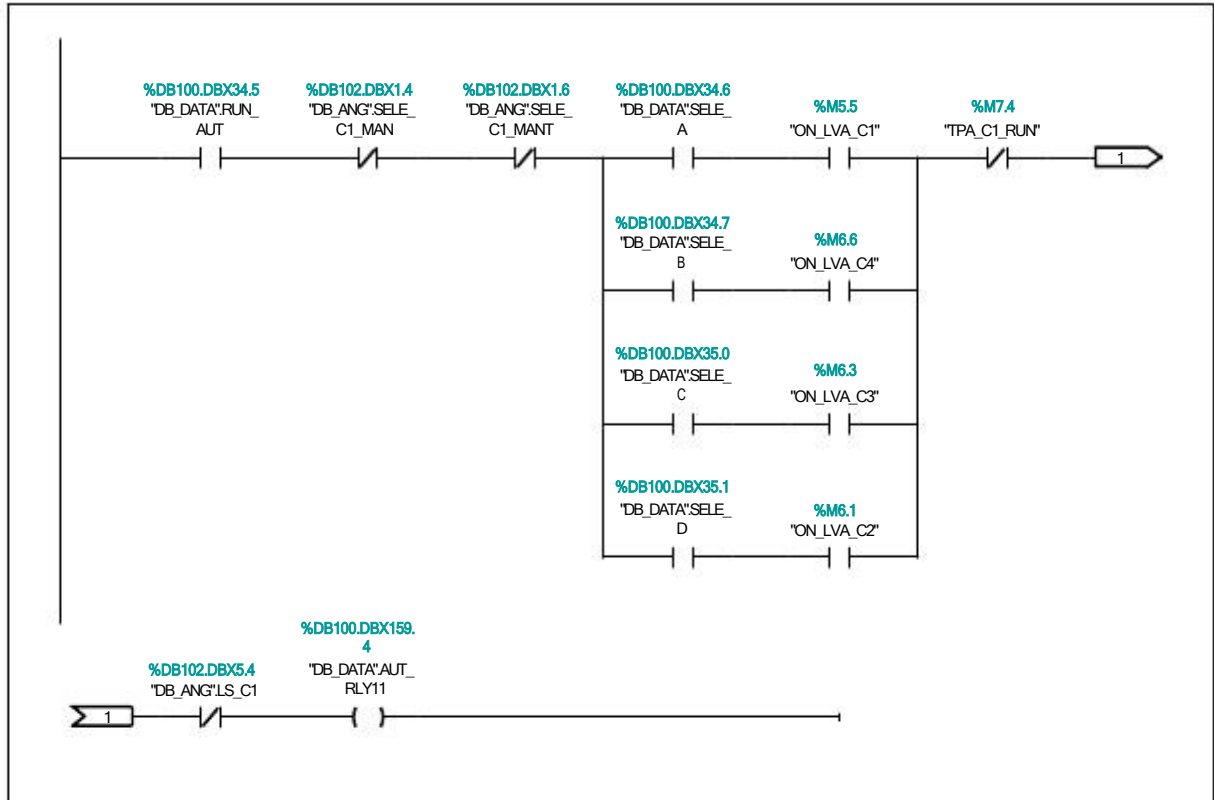 %DB100.DBX34.5 %DB102.DBX1.4 %DB102.DBX1.6 %DB100.DBX34.6
"DB_DATA".RUN_ "DB_ANG".SELE_ "DB_ANG".SELE_ "DB_DATA".SELE_ %M5.5 %M7.4
AUT C1_MAN C1_MANT A "ON_LVA_C1" "TPA_C1_RUN"
1
%DB100.DBX34.7
"DB_DATA".SELE_ %M6.6
B "ON_LVA_C4"
%DB100.DBX35.0
"DB_DATA".SELE_ %M6.3
C "ON_LVA_C3"
%DB100.DBX35.1
"DB_DATA".SELE_ %M6.1
D "ON_LVA_C2"
%DB100.DBX159.
4
%DB102.DBX5.4 "DB_DATA".AUT_
"DB_ANG".LS_C1 RLY11
1